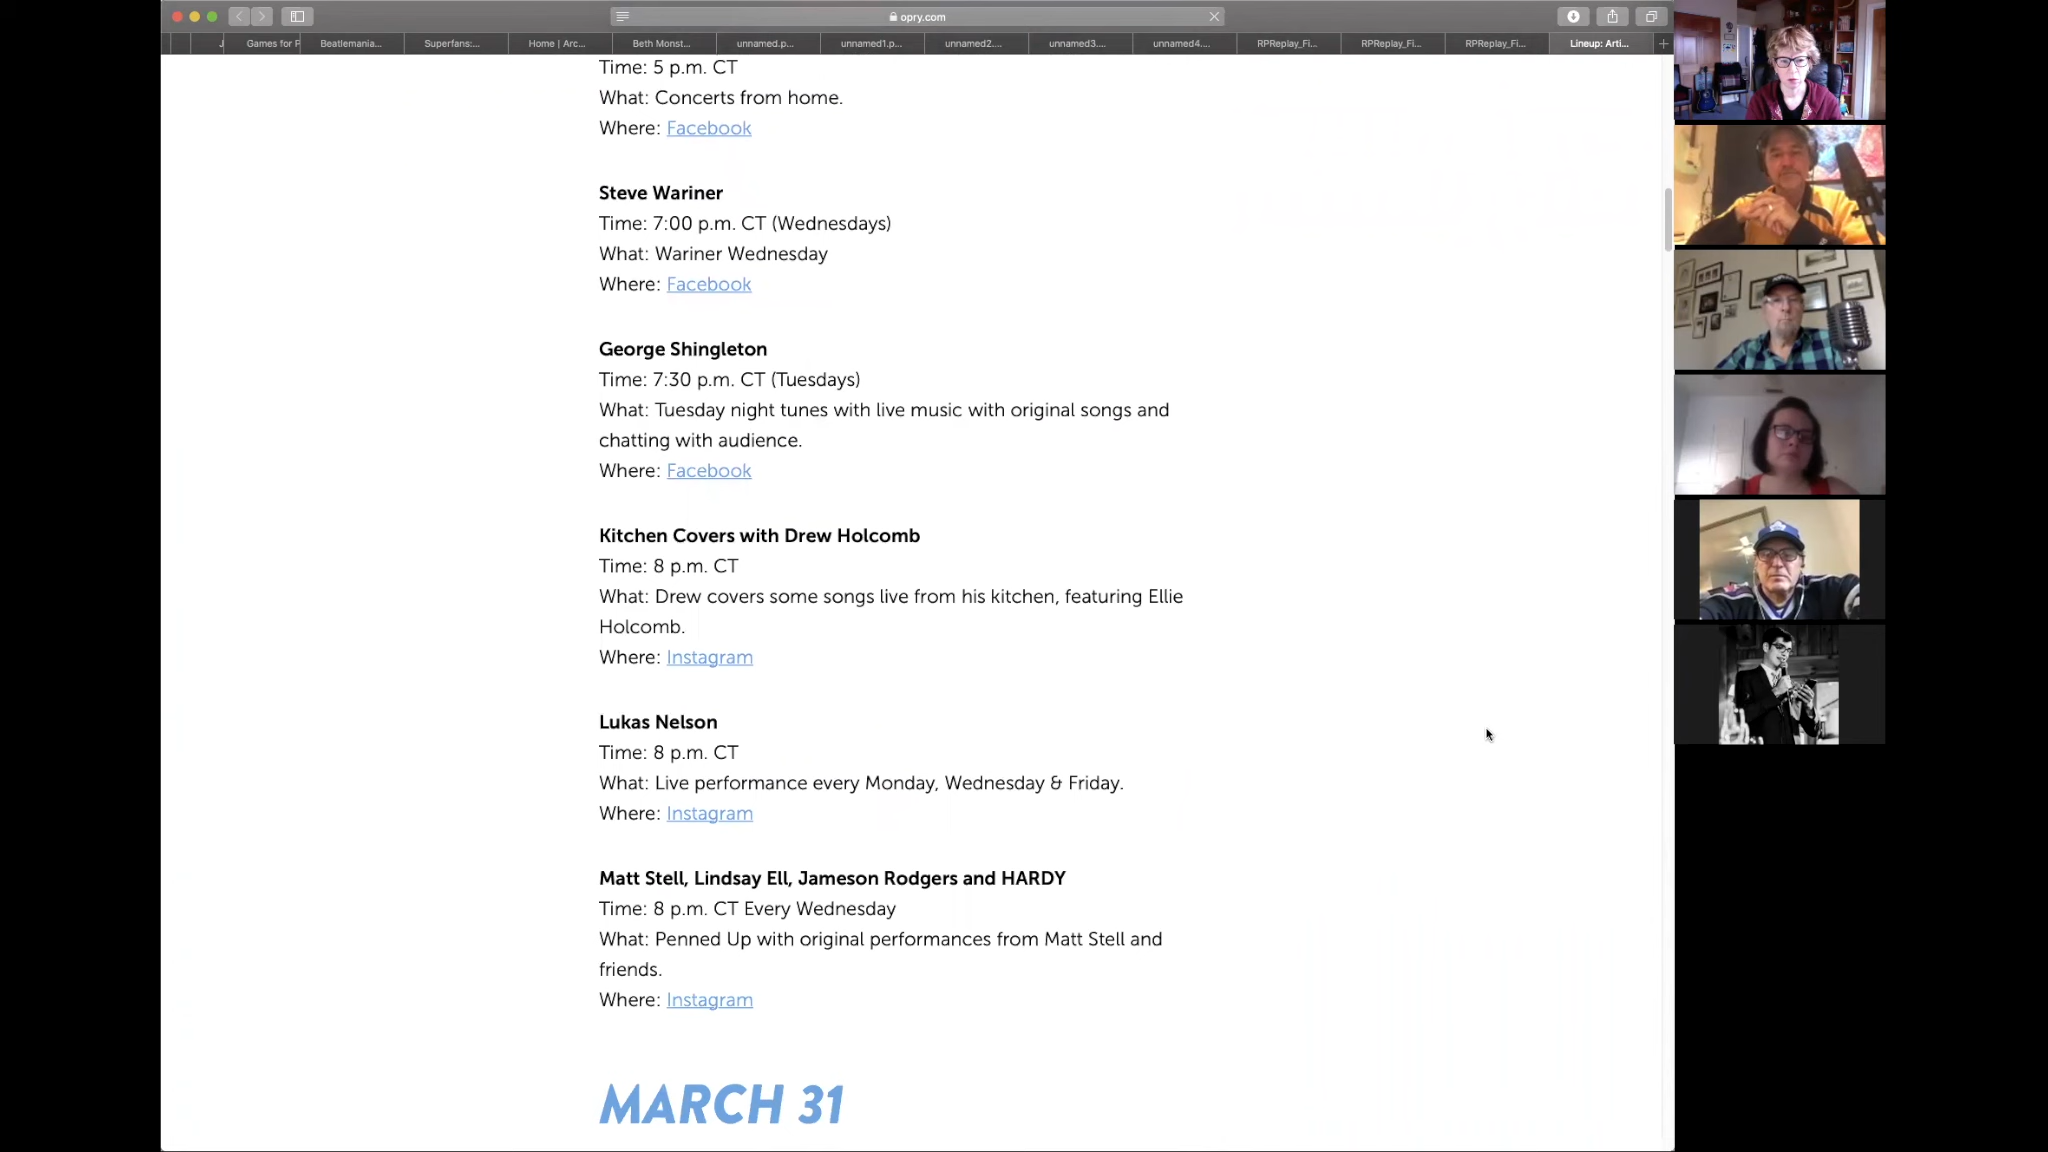 opry.com
J
Games for P
Beatlemania...
Superfans:...
Home | Arc...
Beth Monst...
unnamed.p...
unnamed1.p...
unnamed2....
unnamed3....
unnamed4....
RPReplay_Fi...
RPReplay_Fi...
RPReplay_Fi...
Lineup: Arti...
Time: 5 p.m. CT
What: Concerts from home.
Where: Facebook
Steve Wariner
Time: 7:00 p.m. CT (Wednesdays)
What: Wariner Wednesday
Where: Facebook
George Shingleton
Time: 7:30 p.m. CT (Tuesdays)
What: Tuesday night tunes with live music with original songs and
chatting with audience.
Where: Facebook
Kitchen Covers with Drew Holcomb
Time: 8 p.m. CT
What: Drew covers some songs live from his kitchen, featuring Ellie
Holcomb.
Where: Instagram
Lukas Nelson
Time: 8 p.m. CT
What: Live performance every Monday, Wednesday & Friday.
Where: Instagram
Matt Stell, Lindsay Ell, Jameson Rodgers and HARDY
Time: 8 p.m. CT Every Wednesday
What: Penned Up with original performances from Matt Stell and
friends.
Where: Instagram
MARCH 31